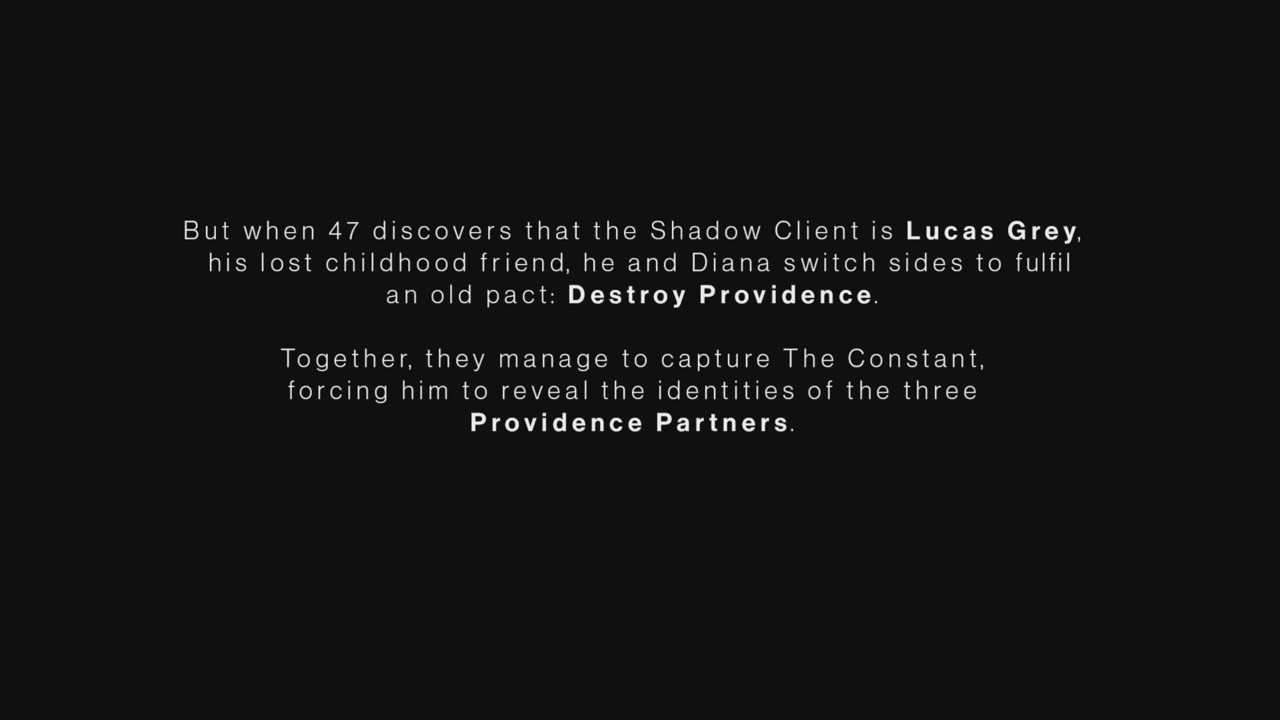 But when 47 discovers that the Shadow Client is Lucas Grey,
his lost childhood friend, he and Diana switch sides to fulfil
an old pact: Destroy Providence.
Together, they manage to capture The Constant,
forcing him to reveal the identities of the three
Providence Partners.